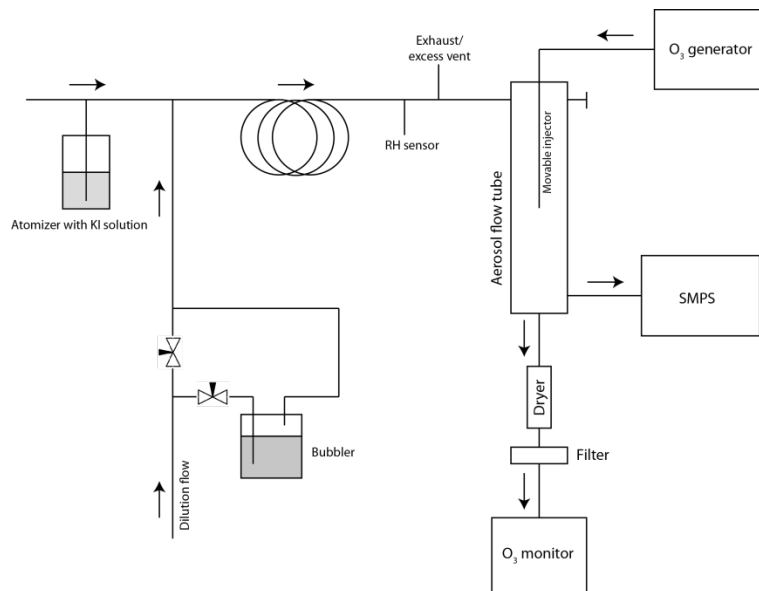 Exhaust/
excess vent
O₃ generator
RH sensor
Movable injector
Atomizer with KI solution
Aerosol flow tube
SMPS
Dryer
Bubbler
Filter
Dilution flow
O₃ monitor